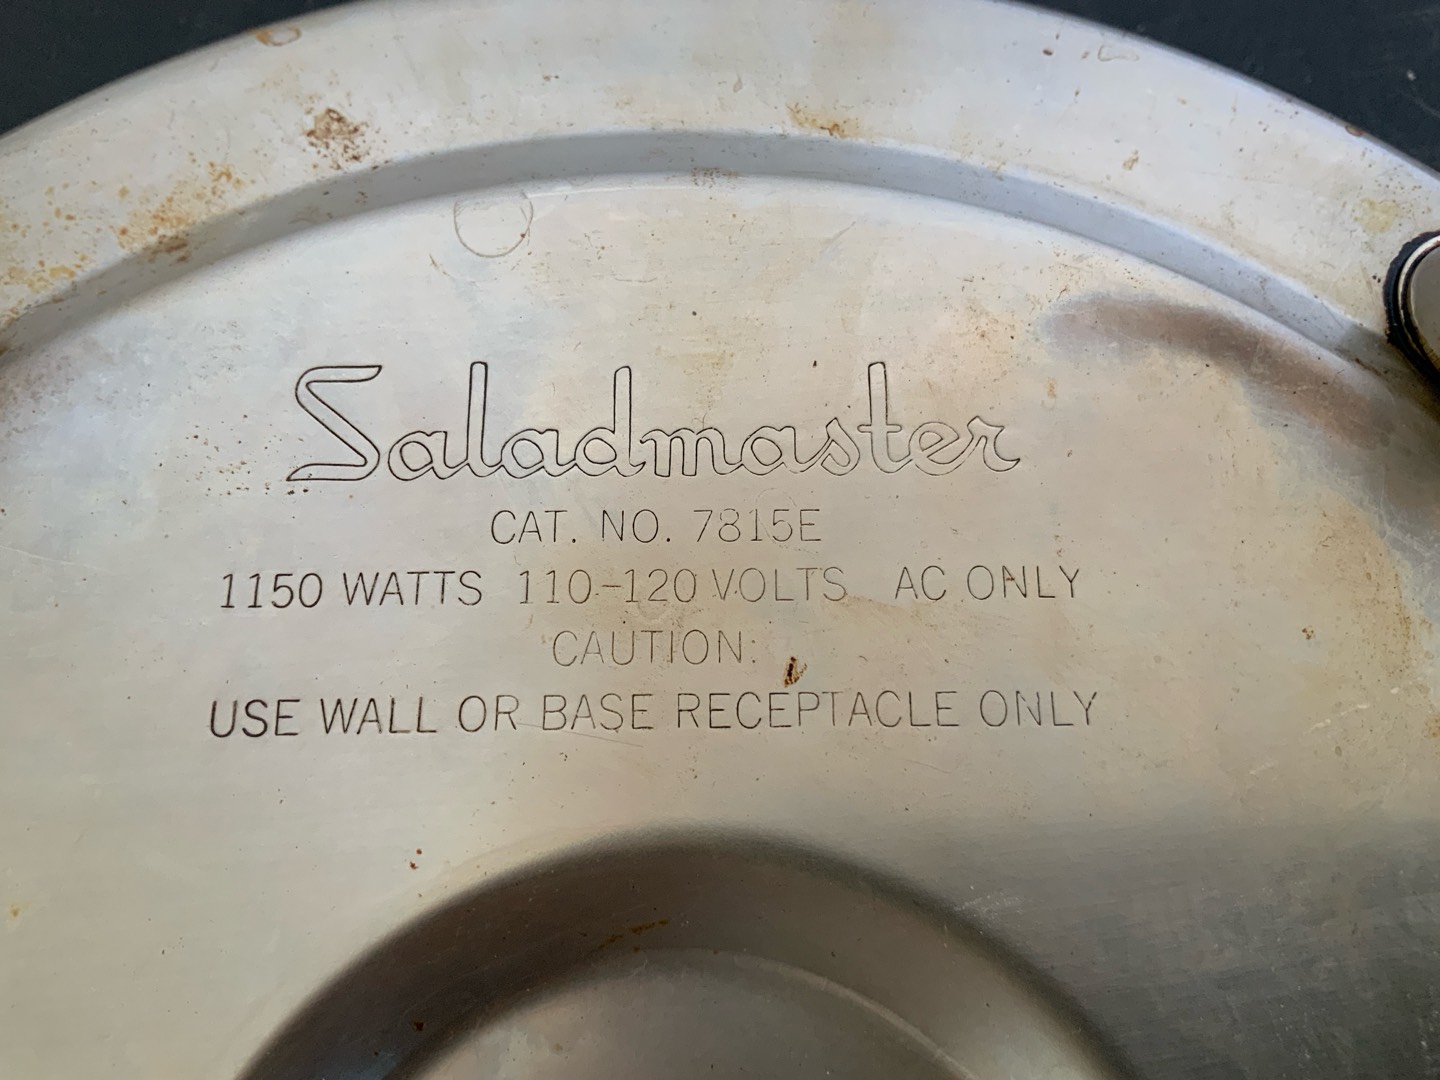 Saladmaster
CAT. NO. 7815E
1150 WATTS 110-120 VOLTS AC ONLY
CAUTION:
USE WALL OR BASE RECEPTACLE ONLY